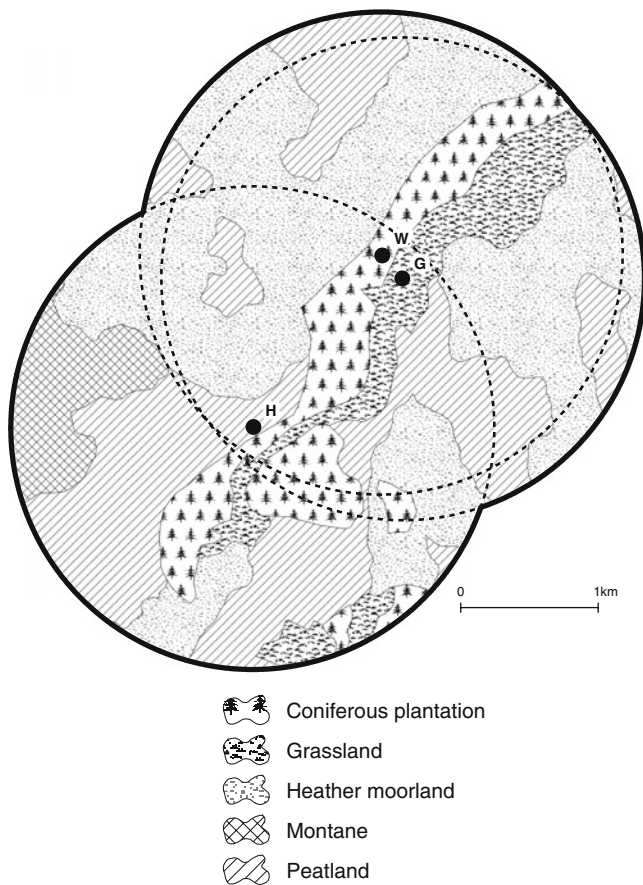 W
G
H
0 1km
Coniferous plantation
Grassland
Heather moorland
Montane
Peatland